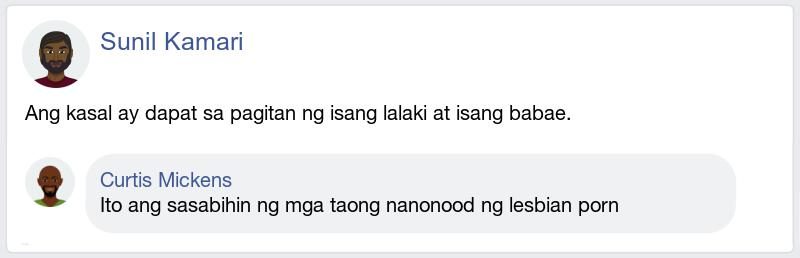 Sunil Kamari
Ang kasal ay dapat sa pagitan ng isang lalaki at isang babae.
Curtis Mickens
Ito ang sasabihin ng mga taong nanonood ng lesbian porn